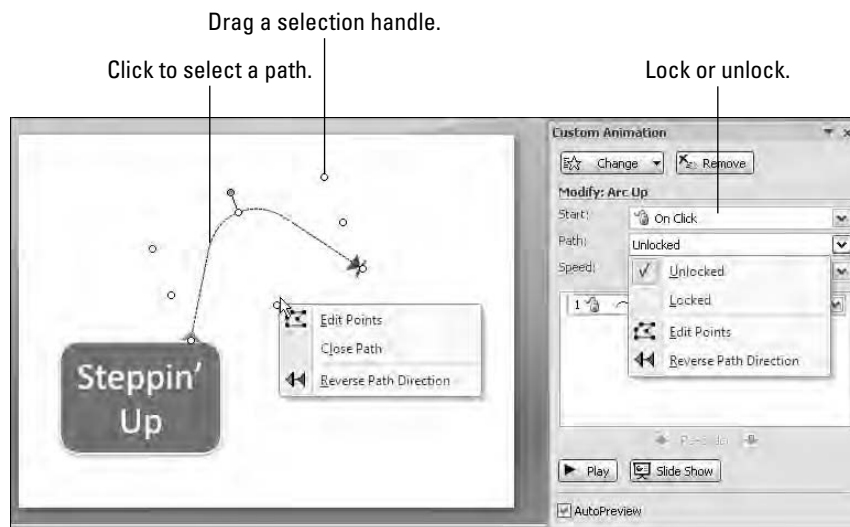 Drag a selection handle.
Click to select a path.
Lock or unlock.
Custom Animation
Change
Remove
Modify: Arc Up
Start:
On Click
Path:
Unlocked
Speed:
Unlocked
Locked
1
Edit Points
Reverse Path Direction
Edit Points
Close Path
Reverse Path Direction
Steppin'
Up
Play
Slide Show
AutoPreview